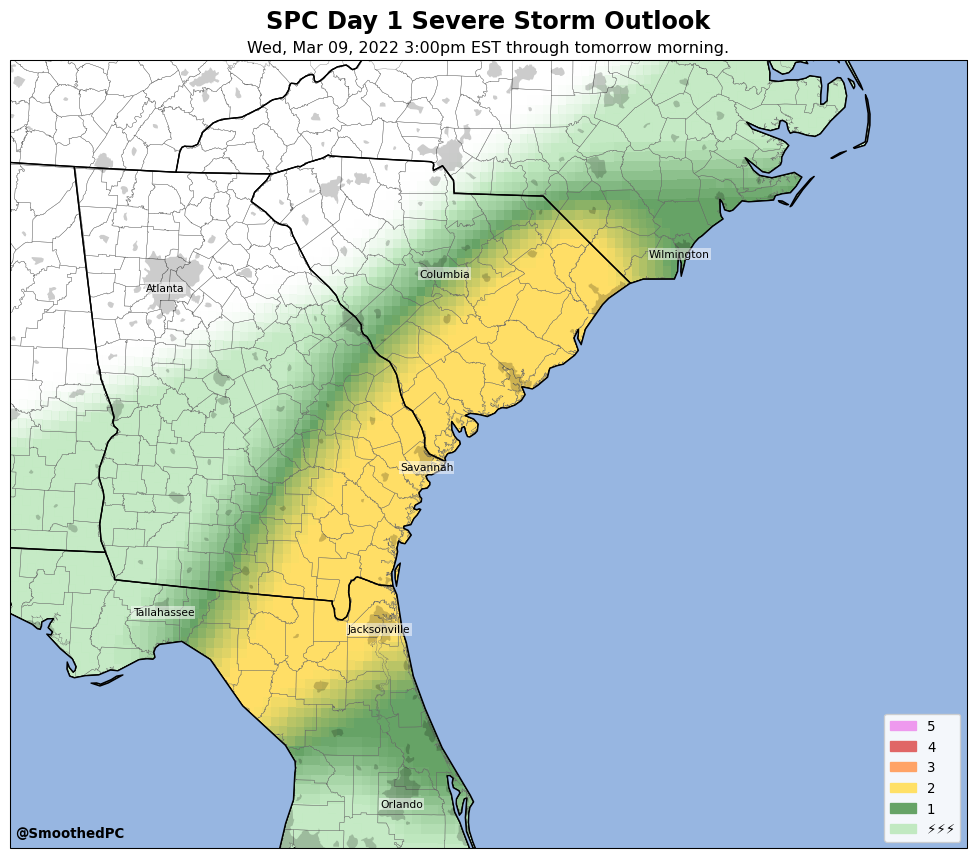 SPC Day 1 Severe Storm Outlook
Wed, Mar 09, 2022 3:00pm EST through tomorrow morning.
Wilmington
Columbia
Atlanta
Savannah
Tallahassee
Jacksonville
Orlando
5
4
3
2
1
⚡⚡⚡
@SmoothedPC